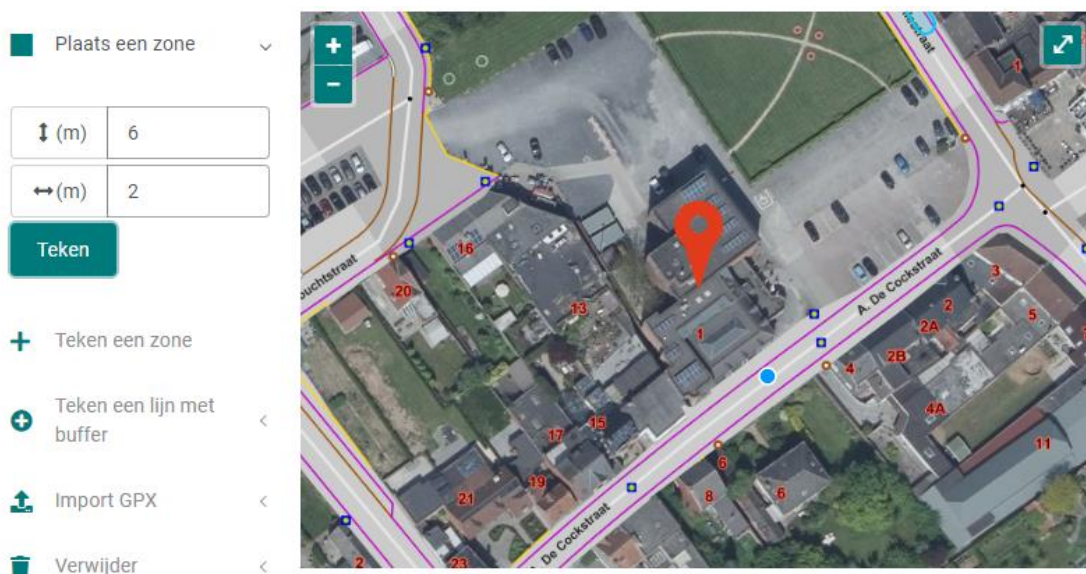 Plaats een zone
(m) 6
(m) 2
Teken
Teken een zone
Teken een lijn met
buffer
Import GPX
Verwijder
+
−
1
16
20
13
A. De Cockstraat
3
2
2A
5
2B
1
4
4A
15
17
11
6
19
21
8
6
A. De Cockstraat
2
23